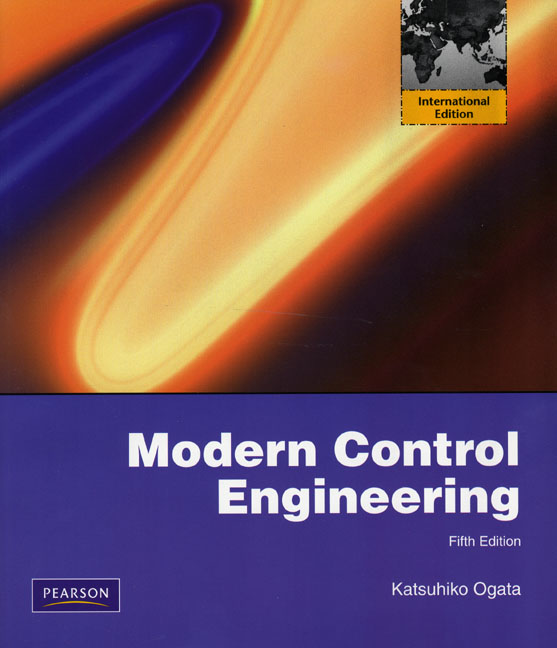 International
Edition
Modern Control
Engineering
Fifth Edition
Katsuhiko Ogata
PEARSON